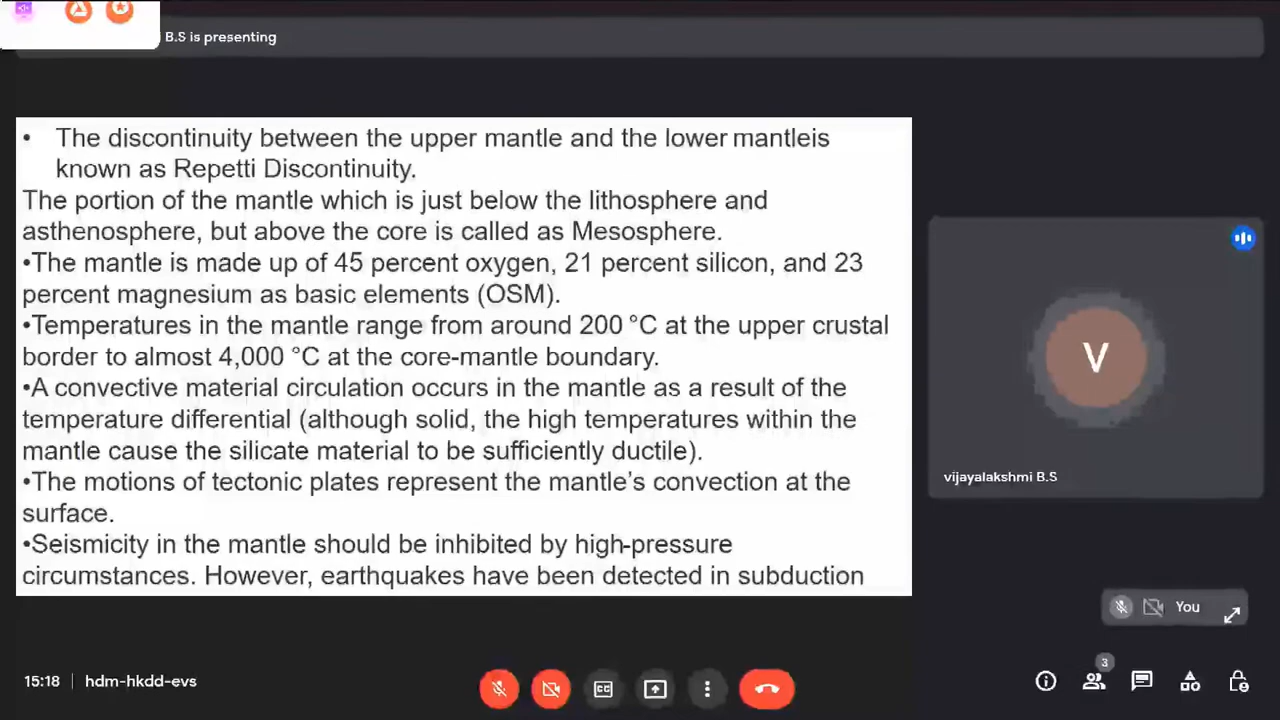 B.S is presenting
• The discontinuity between the upper mantle and the lower mantleis
known as Repetti Discontinuity.
The portion of the mantle which is just below the lithosphere and
asthenosphere, but above the core is called as Mesosphere.
•The mantle is made up of 45 percent oxygen, 21 percent silicon, and 23
percent magnesium as basic elements (OSM).
•Temperatures in the mantle range from around 200 °C at the upper crustal
border to almost 4,000 °C at the core-mantle boundary.
•A convective material circulation occurs in the mantle as a result of the
temperature differential (although solid, the high temperatures within the
mantle cause the silicate material to be sufficiently ductile).
•The motions of tectonic plates represent the mantle’s convection at the
surface.
•Seismicity in the mantle should be inhibited by high-pressure
circumstances. However, earthquakes have been detected in subduction
V
vijayalakshmi B.S
You
15:18 | hdm-hkdd-evs
CC
3